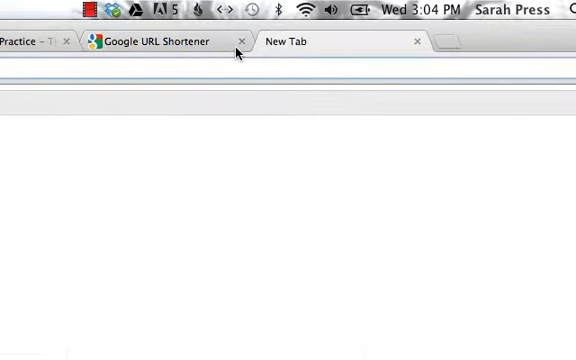 5 Wed 3:04 PM Sarah Press
Practice – T Google URL Shortener New Tab